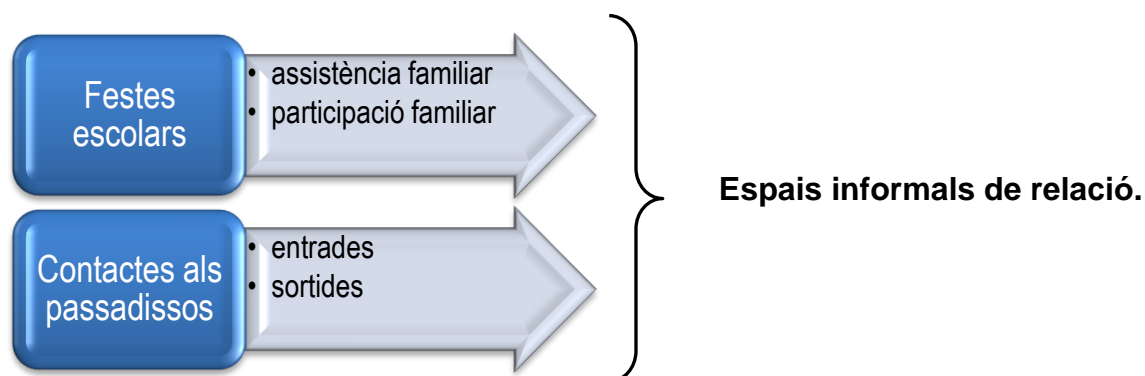 Festes
escolars
• assistència familiar
• participació familiar
Contactes als
passadissos
• entrades
• sortides
Espais informals de relació.